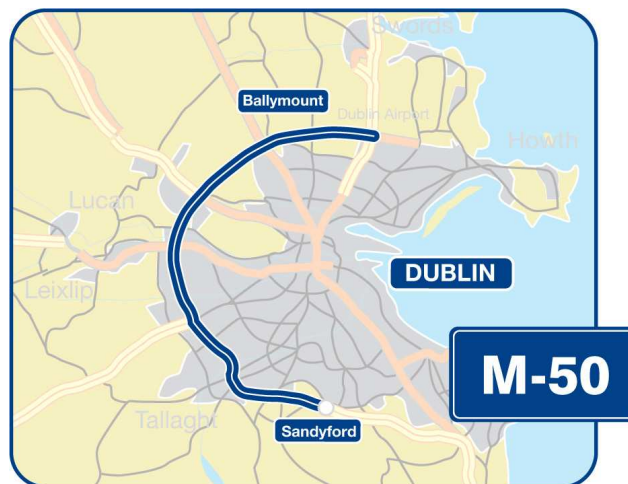 Swords
Ballymount
Dublin Airport
Howth
Lucan
DUBLIN
Leixlip
M-50
Tallaght
Sandyford